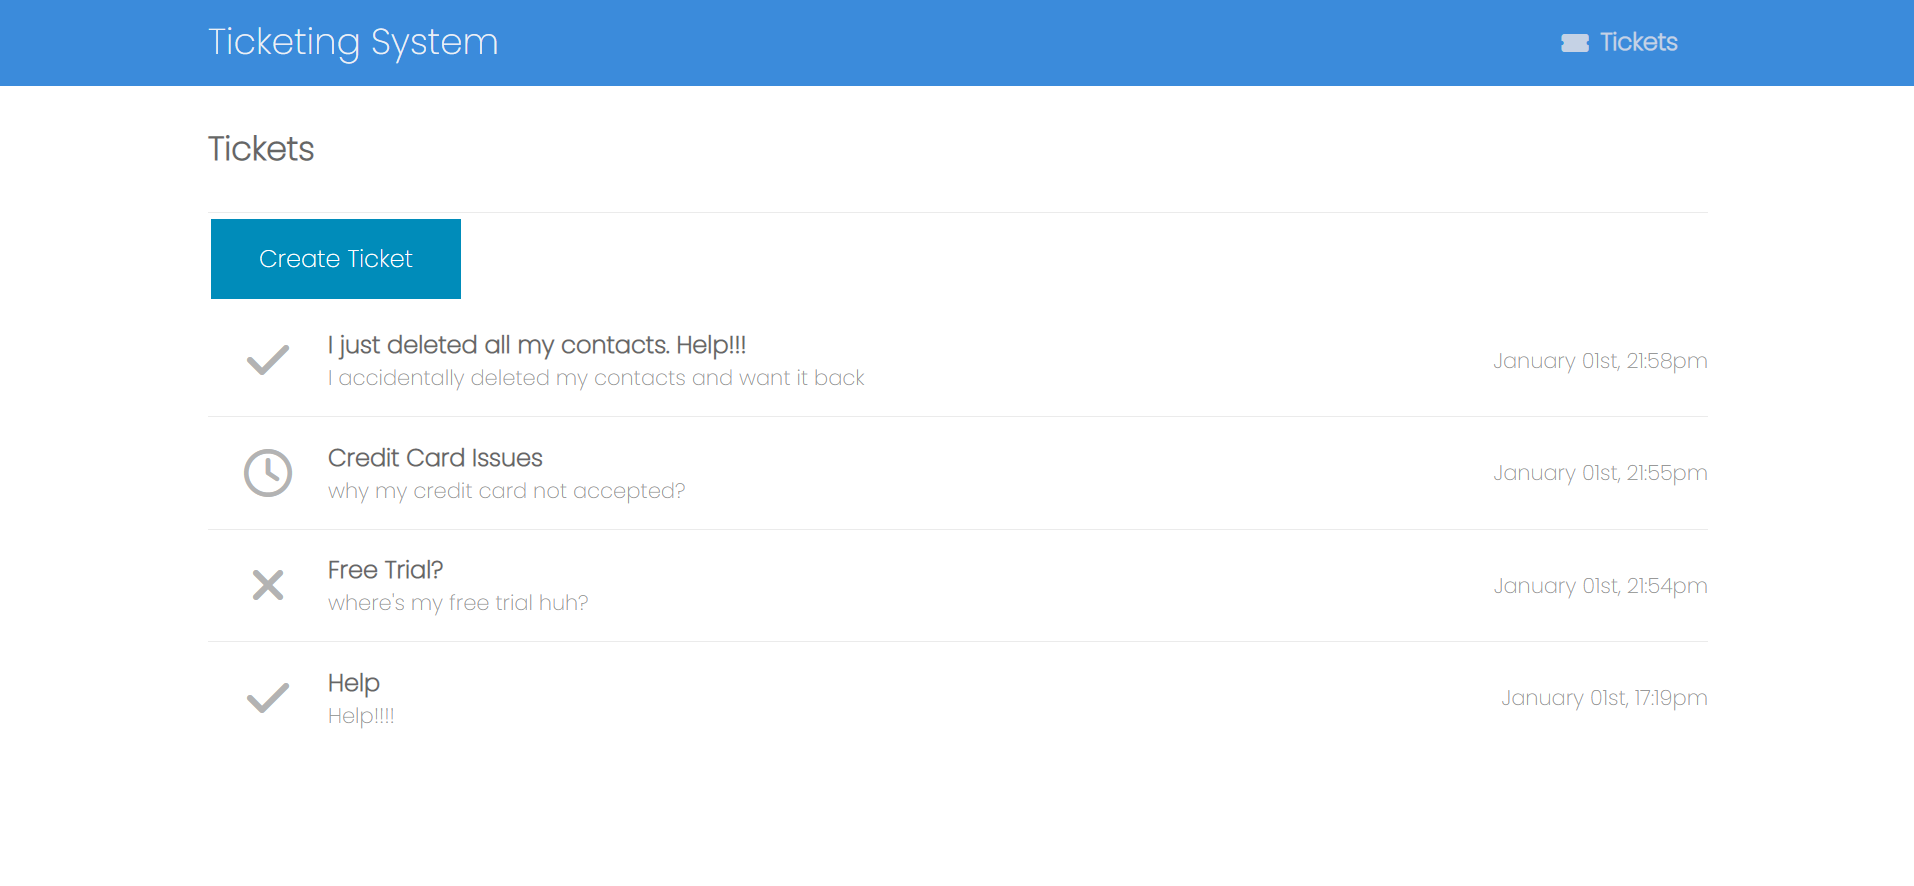 Ticketing System
Tickets
Tickets
Create Ticket
I just deleted all my contacts. Help!!!
I accidentally deleted my contacts and want it back
January 01st, 21:58pm
Credit Card Issues
why my credit card not accepted?
January 01st, 21:55pm
Free Trial?
where's my free trial huh?
January 01st, 21:54pm
Help
Help!!!!
January 01st, 17:19pm